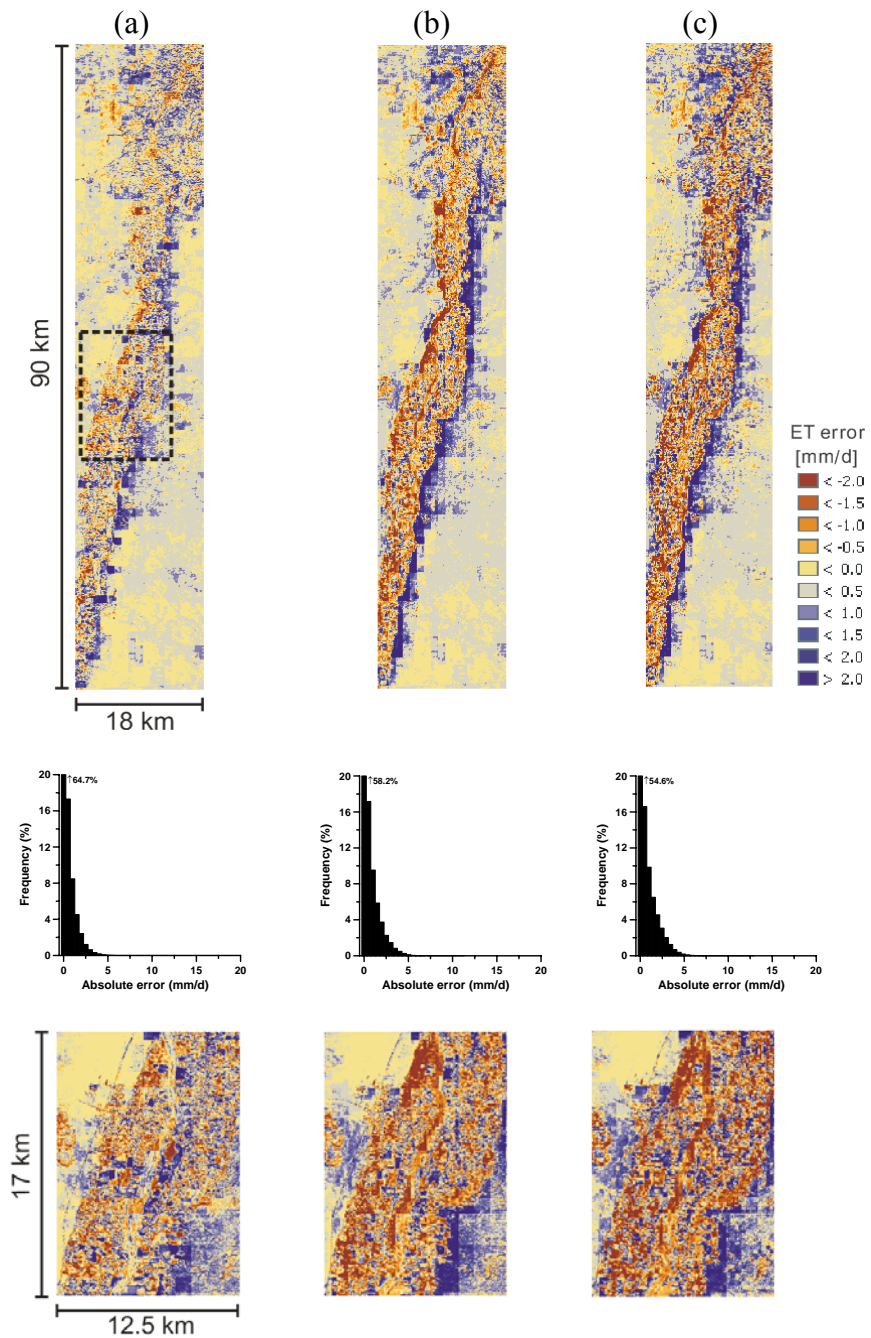 (a) (b) (c)
90 km
18 km
ET error
[mm/d]
< -2.0
< -1.5
< -1.0
< -0.5
< 0.0
< 0.5
< 1.0
< 1.5
< 2.0
> 2.0
20
16
12
8
4
0
Frequency (%)
↑64.7%
0 5 10 15 20
Absolute error (mm/d)
20
16
12
8
4
0
Frequency (%)
↑58.2%
0 5 10 15 20
Absolute error (mm/d)
20
16
12
8
4
0
Frequency (%)
↑54.6%
0 5 10 15 20
Absolute error (mm/d)
17 km
12.5 km